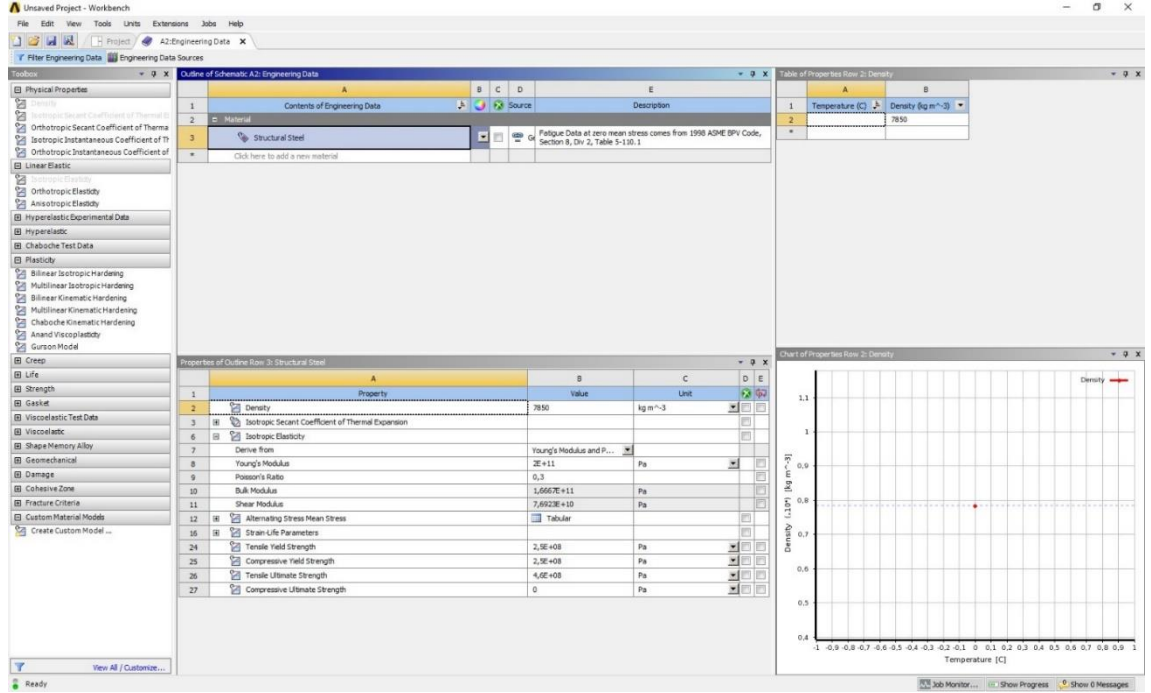 Unsaved Project - Workbench
File Edit View Tools Units Extensions Jobs Help
Project A2:Engineering Data X
Filter Engineering Data Engineering Data Sources
Toolbox
Physical Properties
Density
Isotropic Secant Coefficient of Thermal E
Orthotropic Secant Coefficient of Therma
Isotropic Instantaneous Coefficient of Th
Orthotropic Instantaneous Coefficient of
Linear Elastic
Isotropic Elasticity
Orthotropic Elasticity
Anisotropic Elasticity
Hyperelastic Experimental Data
Hyperelastic
Chaboche Test Data
Plasticity
Bilinear Isotropic Hardening
Multilinear Isotropic Hardening
Bilinear Kinematic Hardening
Multilinear Kinematic Hardening
Chaboche Kinematic Hardening
Anand Viscoplasticity
Gurson Model
Creep
Life
Strength
Gasket
Viscoelastic Test Data
Viscoelastic
Shape Memory Alloy
Geomechanical
Damage
Cohesive Zone
Fracture Criteria
Custom Material Models
Create Custom Model ...
View All / Customize...
Outline of Schematic A2: Engineering Data
A B C D E
1 Contents of Engineering Data Source Description
2 Material
3 Structural Steel Ge Fatigue Data at zero mean stress comes from 1998 ASME BPV Code,
Section 8, Div 2, Table 5-110.1
* Click here to add a new material
Properties of Outline Row 3: Structural Steel
A B C D E
1 Property Value Unit
2 Density 7850 kg m^-3
3 Isotropic Secant Coefficient of Thermal Expansion
6 Isotropic Elasticity
7 Derive from Young's Modulus and P...
8 Young's Modulus 2E+11 Pa
9 Poisson's Ratio 0,3
10 Bulk Modulus 1,6667E+11 Pa
11 Shear Modulus 7,6923E+10 Pa
12 Alternating Stress Mean Stress Tabular
16 Strain-Life Parameters
24 Tensile Yield Strength 2,5E+08 Pa
25 Compressive Yield Strength 2,5E+08 Pa
26 Tensile Ultimate Strength 4,6E+08 Pa
27 Compressive Ultimate Strength 0 Pa
Table of Properties Row 2: Density
A B
1 Temperature (C) Density (kg m^-3)
2 7850
*
Chart of Properties Row 2: Density
Density
1,1
1
0,9
0,8
0,7
0,6
0,5
0,4
Density (.10⁴) [kg m^-3]
-1 -0,9 -0,8 -0,7 -0,6 -0,5 -0,4 -0,3 -0,2 -0,1 0 0,1 0,2 0,3 0,4 0,5 0,6 0,7 0,8 0,9 1
Temperature [C]
Ready
Job Monitor... Show Progress Show 0 Messages